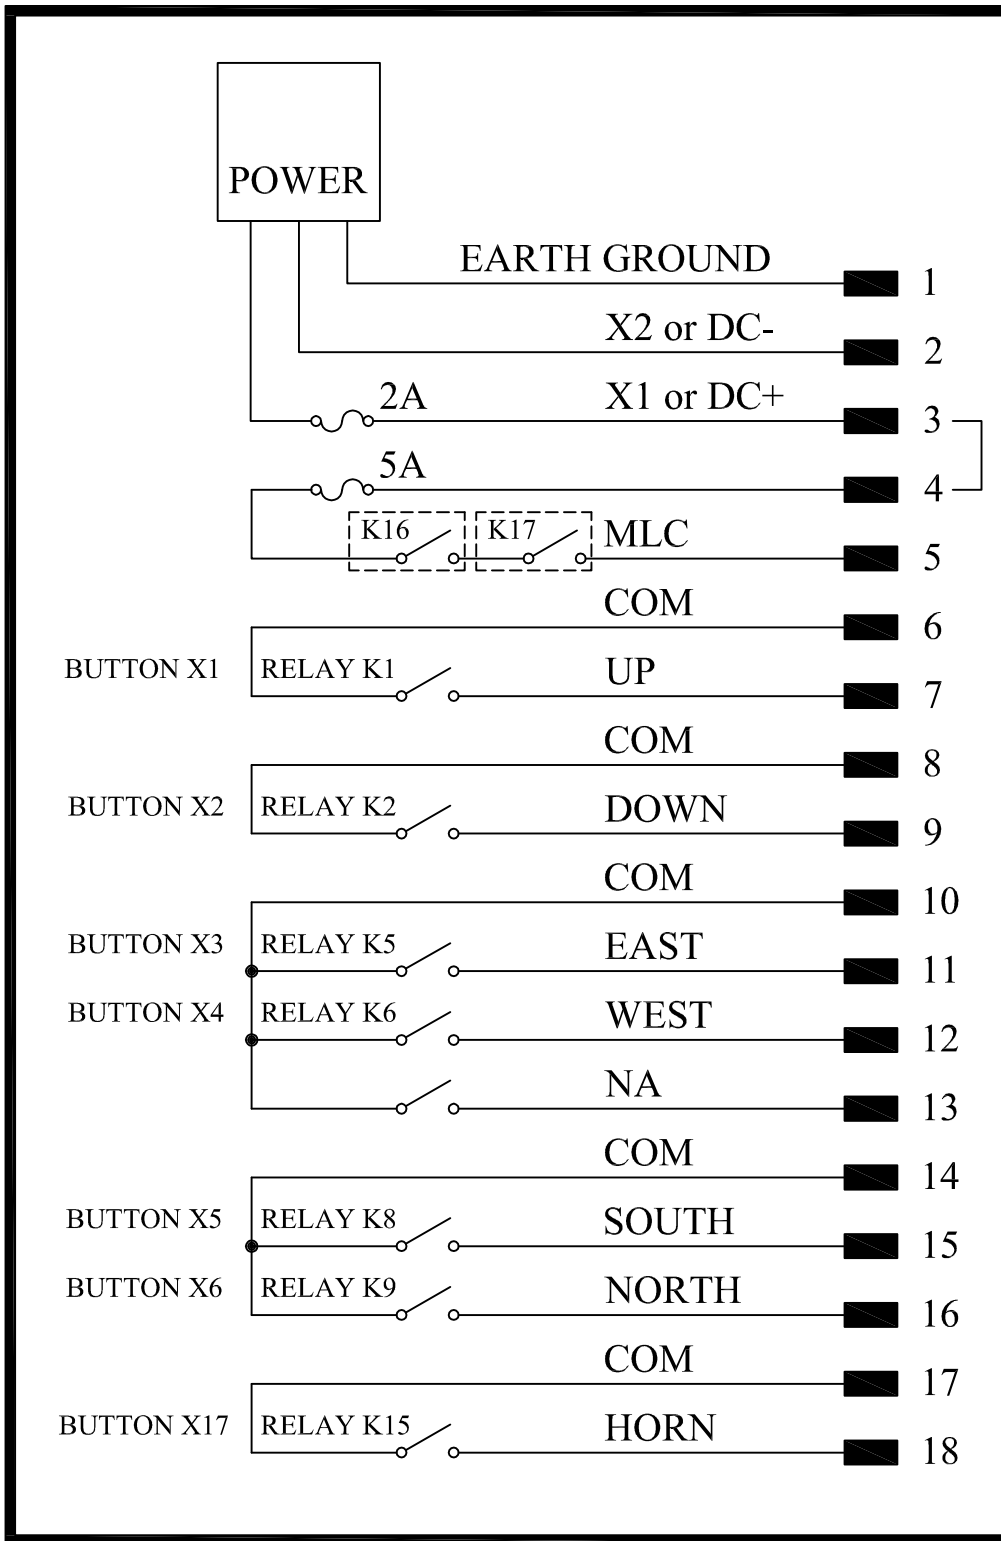 POWER
EARTH GROUND 1
X2 or DC- 2
2A X1 or DC+ 3
5A 4
K16 K17 MLC 5
COM 6
BUTTON X1 RELAY K1 UP 7
COM 8
BUTTON X2 RELAY K2 DOWN 9
COM 10
BUTTON X3 RELAY K5 EAST 11
BUTTON X4 RELAY K6 WEST 12
NA 13
COM 14
BUTTON X5 RELAY K8 SOUTH 15
BUTTON X6 RELAY K9 NORTH 16
COM 17
BUTTON X17 RELAY K15 HORN 18